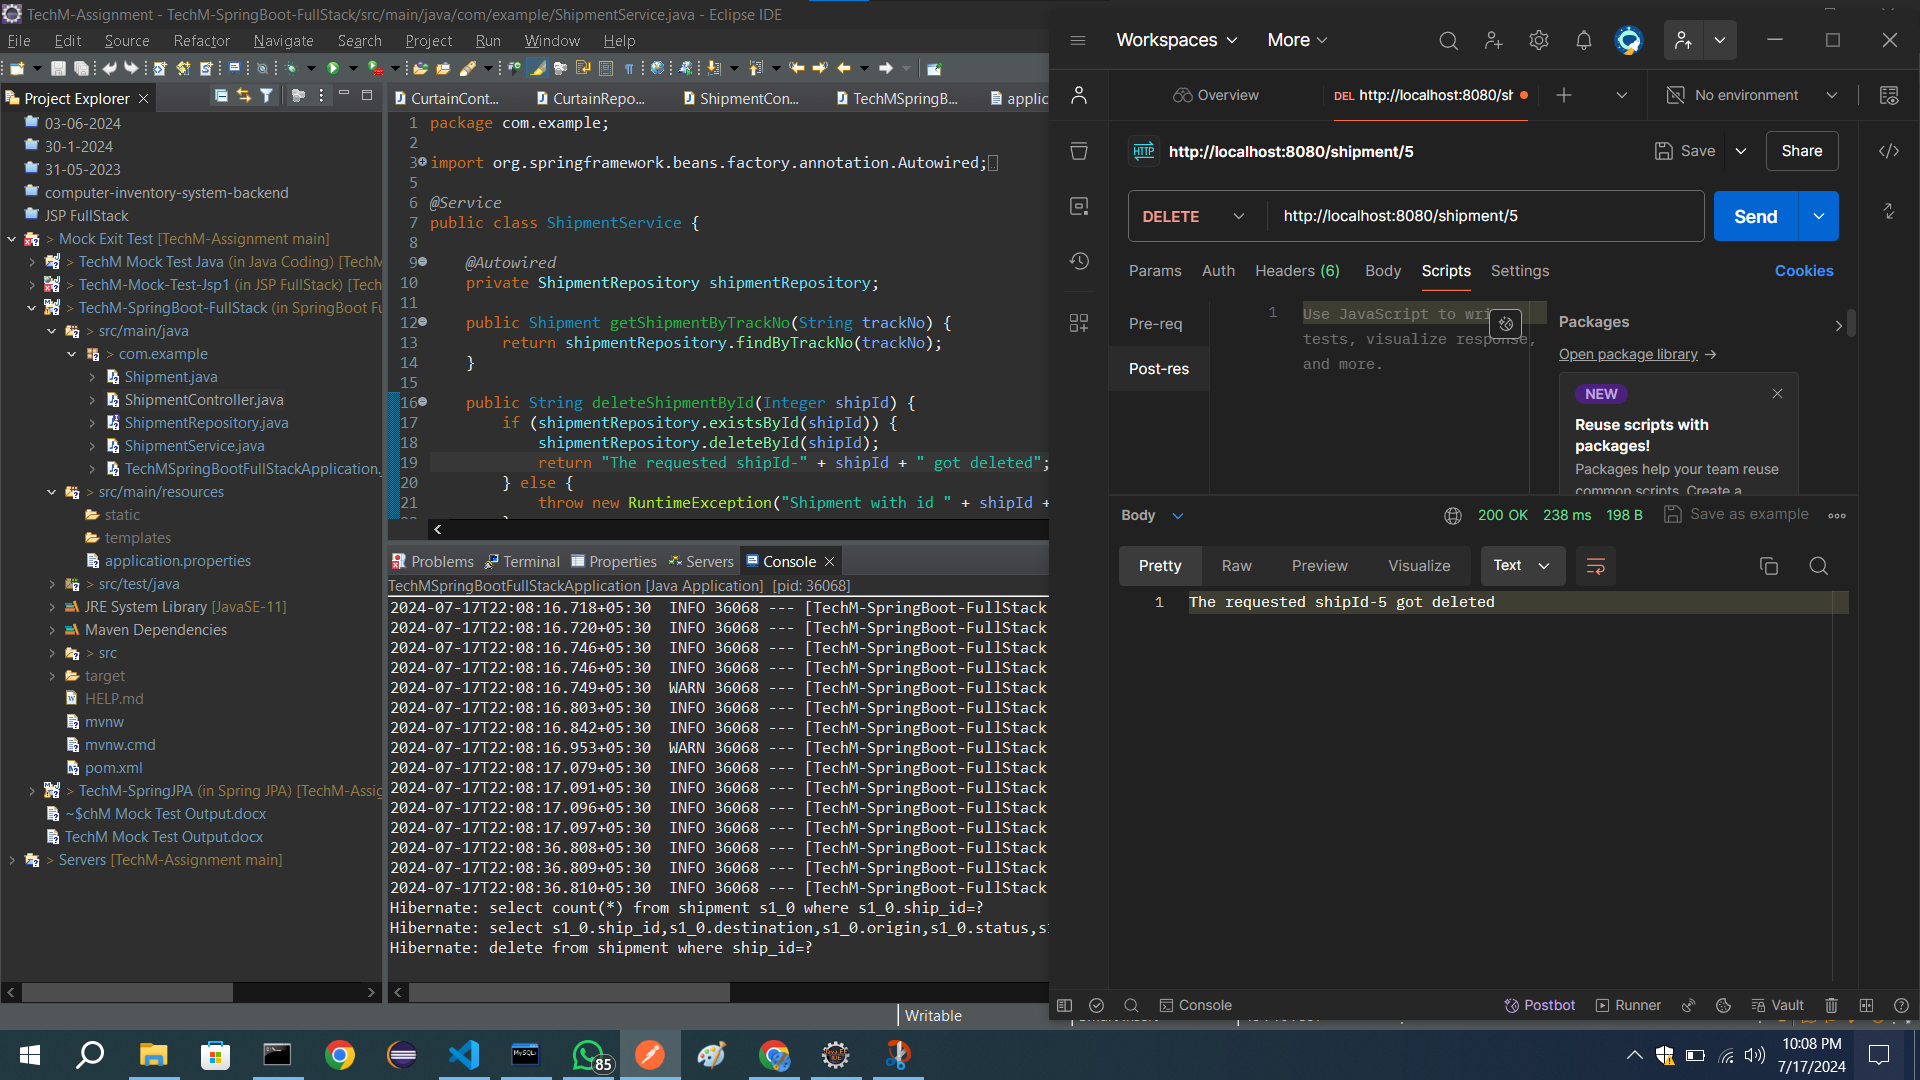 TechM-Assignment - TechM-SpringBoot-FullStack/src/main/java/com/example/ShipmentService.java - Eclipse IDE
File Edit Source Refactor Navigate Search Project Run Window Help
Project Explorer
03-06-2024
30-1-2024
31-05-2023
computer-inventory-system-backend
JSP FullStack
> Mock Exit Test [TechM-Assignment main]
> TechM Mock Test Java (in Java Coding) [TechM
> TechM-Mock-Test-Jsp1 (in JSP FullStack) [Tech
> TechM-SpringBoot-FullStack (in SpringBoot Fu
> src/main/java
> com.example
Shipment.java
ShipmentController.java
ShipmentRepository.java
ShipmentService.java
TechMSpringBootFullStackApplication.
> src/main/resources
static
templates
application.properties
> src/test/java
JRE System Library [JavaSE-11]
Maven Dependencies
> src
target
HELP.md
mvnw
mvnw.cmd
pom.xml
> TechM-SpringJPA (in Spring JPA) [TechM-Assig
~$chM Mock Test Output.docx
TechM Mock Test Output.docx
> Servers [TechM-Assignment main]
CurtainCont... CurtainRepo... ShipmentCon... TechMSpringB... applic
1 package com.example;
2
3 import org.springframework.beans.factory.annotation.Autowired;
5
6 @Service
7 public class ShipmentService {
8
9 @Autowired
10 private ShipmentRepository shipmentRepository;
11
12 public Shipment getShipmentByTrackNo(String trackNo) {
13 return shipmentRepository.findByTrackNo(trackNo);
14 }
15
16 public String deleteShipmentById(Integer shipId) {
17 if (shipmentRepository.existsById(shipId)) {
18 shipmentRepository.deleteById(shipId);
19 return "The requested shipId-" + shipId + " got deleted";
20 } else {
21 throw new RuntimeException("Shipment with id " + shipId +
Problems Terminal Properties Servers Console
TechMSpringBootFullStackApplication [Java Application] [pid: 36068]
2024-07-17T22:08:16.718+05:30 INFO 36068 --- [TechM-SpringBoot-FullStack
2024-07-17T22:08:16.720+05:30 INFO 36068 --- [TechM-SpringBoot-FullStack
2024-07-17T22:08:16.746+05:30 INFO 36068 --- [TechM-SpringBoot-FullStack
2024-07-17T22:08:16.746+05:30 INFO 36068 --- [TechM-SpringBoot-FullStack
2024-07-17T22:08:16.749+05:30 WARN 36068 --- [TechM-SpringBoot-FullStack
2024-07-17T22:08:16.803+05:30 INFO 36068 --- [TechM-SpringBoot-FullStack
2024-07-17T22:08:16.842+05:30 INFO 36068 --- [TechM-SpringBoot-FullStack
2024-07-17T22:08:16.953+05:30 WARN 36068 --- [TechM-SpringBoot-FullStack
2024-07-17T22:08:17.079+05:30 INFO 36068 --- [TechM-SpringBoot-FullStack
2024-07-17T22:08:17.091+05:30 INFO 36068 --- [TechM-SpringBoot-FullStack
2024-07-17T22:08:17.096+05:30 INFO 36068 --- [TechM-SpringBoot-FullStack
2024-07-17T22:08:17.097+05:30 INFO 36068 --- [TechM-SpringBoot-FullStack
2024-07-17T22:08:36.808+05:30 INFO 36068 --- [TechM-SpringBoot-FullStack
2024-07-17T22:08:36.809+05:30 INFO 36068 --- [TechM-SpringBoot-FullStack
2024-07-17T22:08:36.810+05:30 INFO 36068 --- [TechM-SpringBoot-FullStack
Hibernate: select count(*) from shipment s1_0 where s1_0.ship_id=?
Hibernate: select s1_0.ship_id,s1_0.destination,s1_0.origin,s1_0.status,s
Hibernate: delete from shipment where ship_id=?
Writable
Workspaces More
Overview DEL http://localhost:8080/sh No environment
HTTP http://localhost:8080/shipment/5 Save Share
DELETE http://localhost:8080/shipment/5 Send
Params Auth Headers (6) Body Scripts Settings Cookies
Pre-req
Post-res
1 Use JavaScript to wri
tests, visualize response,
and more.
Packages
Open package library →
NEW
Reuse scripts with
packages!
Packages help your team reuse
common scripts. Create a
Body 200 OK 238 ms 198 B Save as example
Pretty Raw Preview Visualize Text
1 The requested shipId-5 got deleted
Console Postbot Runner Vault
MySQL
85
10:08 PM
7/17/2024